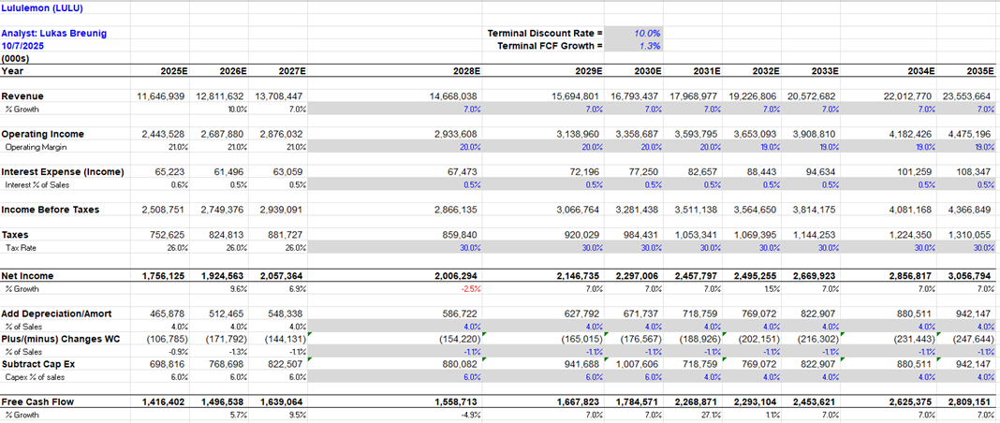 Lululemon (LULU)
Analyst: Lukas Breunig Terminal Discount Rate = 10.0%
10/7/2025 Terminal FCF Growth = 1.3%
(000s)
Year 2025E 2026E 2027E 2028E 2029E 2030E 2031E 2032E 2033E 2034E 2035E
Revenue 11,646,939 12,811,632 13,708,447 14,668,038 15,694,801 16,793,437 17,968,977 19,226,806 20,572,682 22,012,770 23,553,664
% Growth 10.0% 7.0% 7.0% 7.0% 7.0% 7.0% 7.0% 7.0% 7.0% 7.0%
Operating Income 2,443,528 2,687,880 2,876,032 2,933,608 3,138,960 3,358,687 3,593,795 3,653,093 3,908,810 4,182,426 4,475,196
Operating Margin 21.0% 21.0% 21.0% 20.0% 20.0% 20.0% 20.0% 19.0% 19.0% 19.0% 19.0%
Interest Expense (Income) 65,223 61,496 63,059 67,473 72,196 77,250 82,657 88,443 94,634 101,259 108,347
Interest % of Sales 0.6% 0.5% 0.5% 0.5% 0.5% 0.5% 0.5% 0.5% 0.5% 0.5% 0.5%
Income Before Taxes 2,508,751 2,749,376 2,939,091 2,866,135 3,066,764 3,281,438 3,511,138 3,564,650 3,814,175 4,081,168 4,366,849
Taxes 752,625 824,813 881,727 859,840 920,029 984,431 1,053,341 1,069,395 1,144,253 1,224,350 1,310,055
Tax Rate 26.0% 26.0% 26.0% 30.0% 30.0% 30.0% 30.0% 30.0% 30.0% 30.0% 30.0%
Net Income 1,756,125 1,924,563 2,057,364 2,006,294 2,146,735 2,297,006 2,457,797 2,495,255 2,669,923 2,856,817 3,056,794
% Growth 9.6% 6.9% -2.5% 7.0% 7.0% 7.0% 1.5% 7.0% 7.0% 7.0%
Add Depreciation/Amort 465,878 512,465 548,338 586,722 627,792 671,737 718,759 769,072 822,907 880,511 942,147
% of Sales 4.0% 4.0% 4.0% 4.0% 4.0% 4.0% 4.0% 4.0% 4.0% 4.0% 4.0%
Plus/(minus) Changes WC (106,785) (171,792) (144,131) (154,220) (165,015) (176,567) (188,926) (202,151) (216,302) (231,443) (247,644)
% of Sales -0.9% -1.3% -1.1% -1.1% -1.1% -1.1% -1.1% -1.1% -1.1% -1.1% -1.1%
Subtract Cap Ex 698,816 768,698 822,507 880,082 941,688 1,007,606 718,759 769,072 822,907 880,511 942,147
Capex % of sales 6.0% 6.0% 6.0% 6.0% 6.0% 6.0% 4.0% 4.0% 4.0% 4.0% 4.0%
Free Cash Flow 1,416,402 1,496,538 1,639,064 1,558,713 1,667,823 1,784,571 2,268,871 2,293,104 2,453,621 2,625,375 2,809,151
% Growth 5.7% 9.5% -4.9% 7.0% 7.0% 27.1% 1.1% 7.0% 7.0% 7.0%